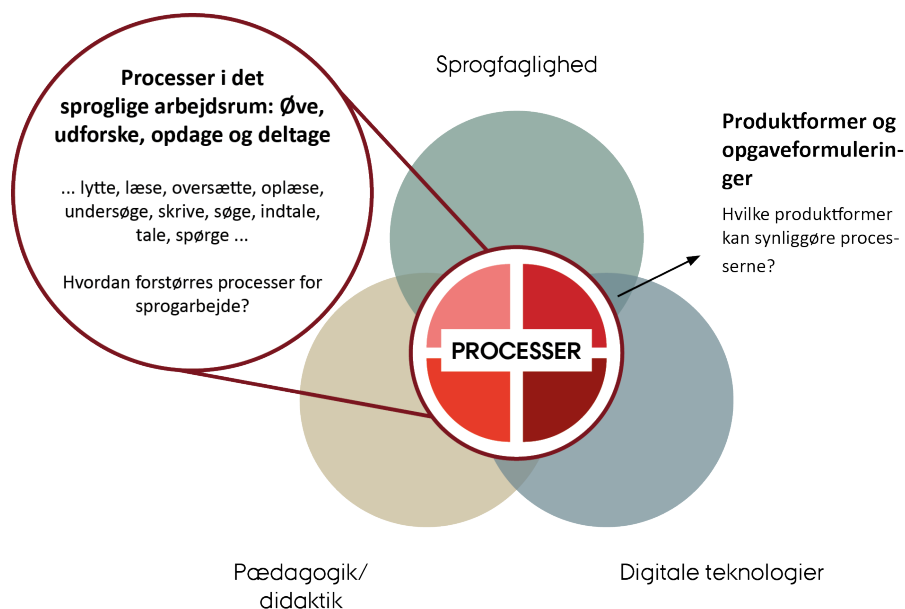 Processer i det
sproglige arbejdsrum: Øve,
udforske, opdage og deltage
... lytte, læse, oversætte, oplæse,
undersøge, skrive, søge, indtale,
tale, spørge ...
Hvordan forstørres processer for
sprogarbejde?
Sprogfaglighed
Produktformer og
opgaveformulerin-
ger
Hvilke produktformer
kan synliggøre proces-
serne?
PROCESSER
Pædagogik/
didaktik
Digitale teknologier